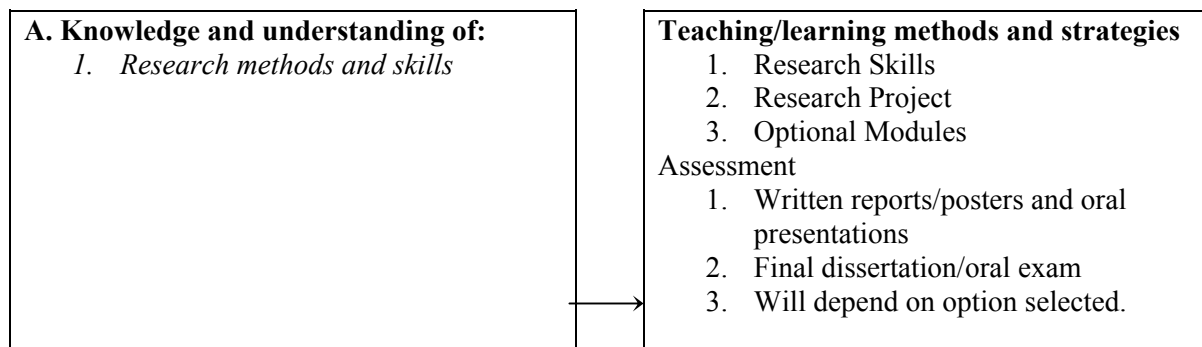 A. Knowledge and understanding of:
1. Research methods and skills
Teaching/learning methods and strategies
1. Research Skills
2. Research Project
3. Optional Modules
Assessment
1. Written reports/posters and oral
presentations
2. Final dissertation/oral exam
3. Will depend on option selected.